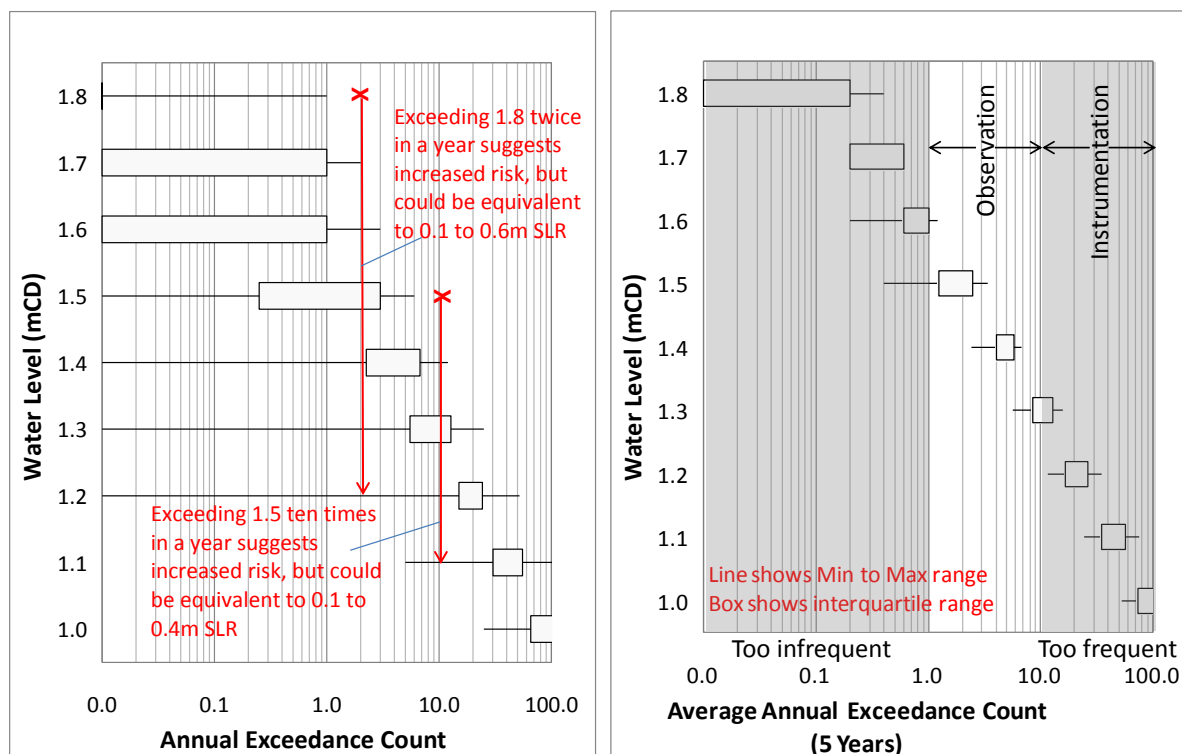 Water Level (mCD)
1.8
1.7
1.6
1.5
1.4
1.3
1.2
1.1
1.0
Exceeding 1.8 twice
in a year suggests
increased risk, but
could be equivalent
to 0.1 to 0.6m SLR
Exceeding 1.5 ten times
in a year suggests
increased risk, but could
be equivalent to 0.1 to
0.4m SLR
0.0 0.1 1.0 10.0 100.0
Annual Exceedance Count
Water Level (mCD)
1.8
1.7
1.6
1.5
1.4
1.3
1.2
1.1
1.0
Observation
Instrumentation
Line shows Min to Max range
Box shows interquartile range
Too infrequent
Too frequent
0.0 0.1 1.0 10.0 100.0
Average Annual Exceedance Count
(5 Years)